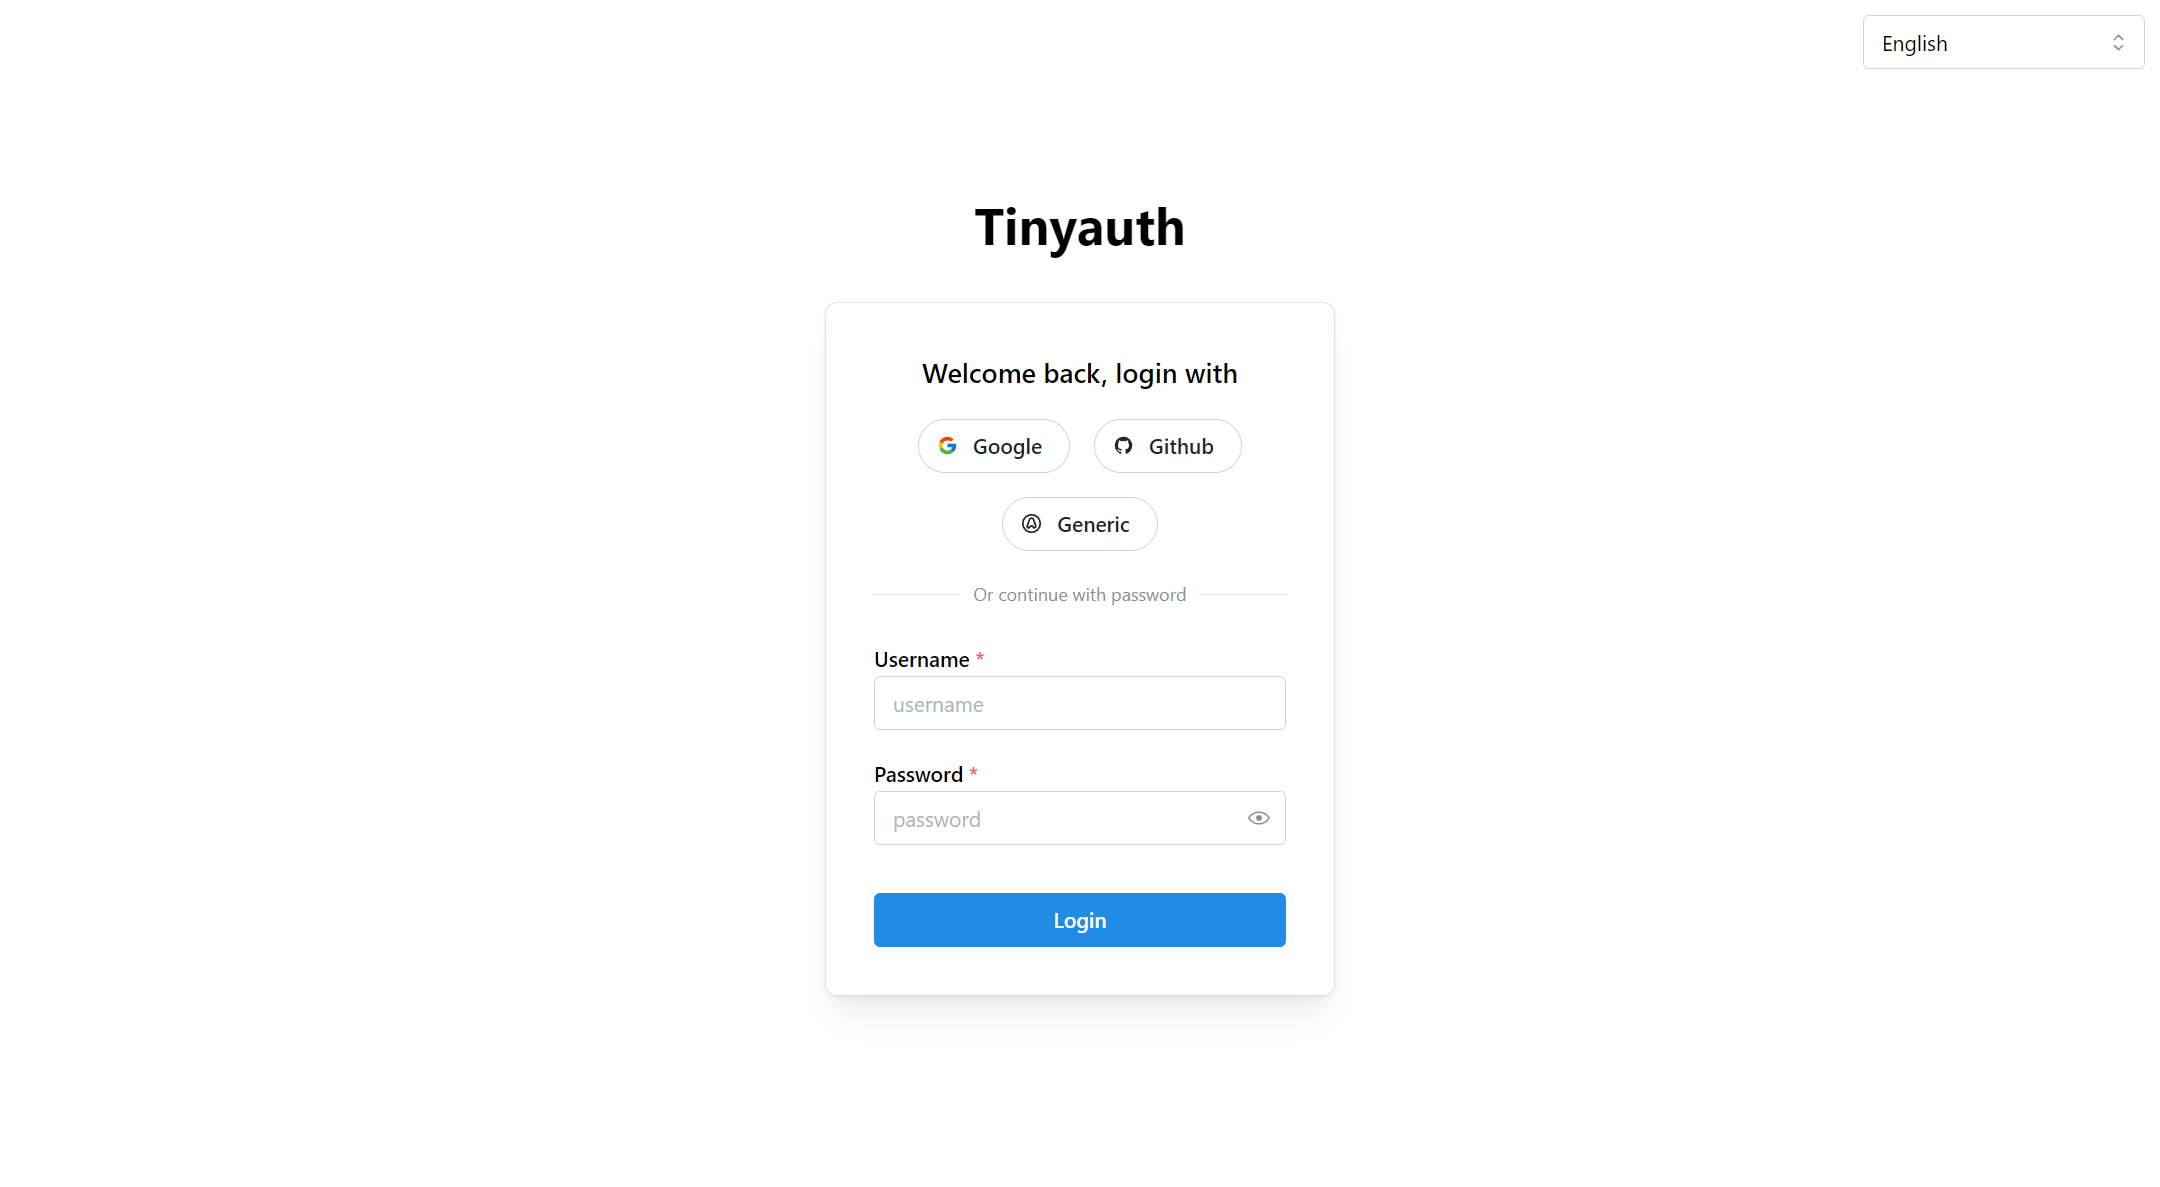 English
Tinyauth
Welcome back, login with
Google
Github
Generic
Or continue with password
Username *
username
Password *
password
Login